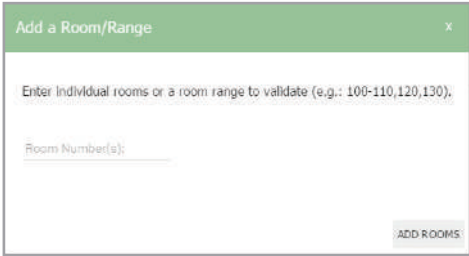 Add a Room/Range x
Enter individual rooms or a room range to validate (e.g.: 100-110,120,130).
Room Number(s):
ADD ROOMS